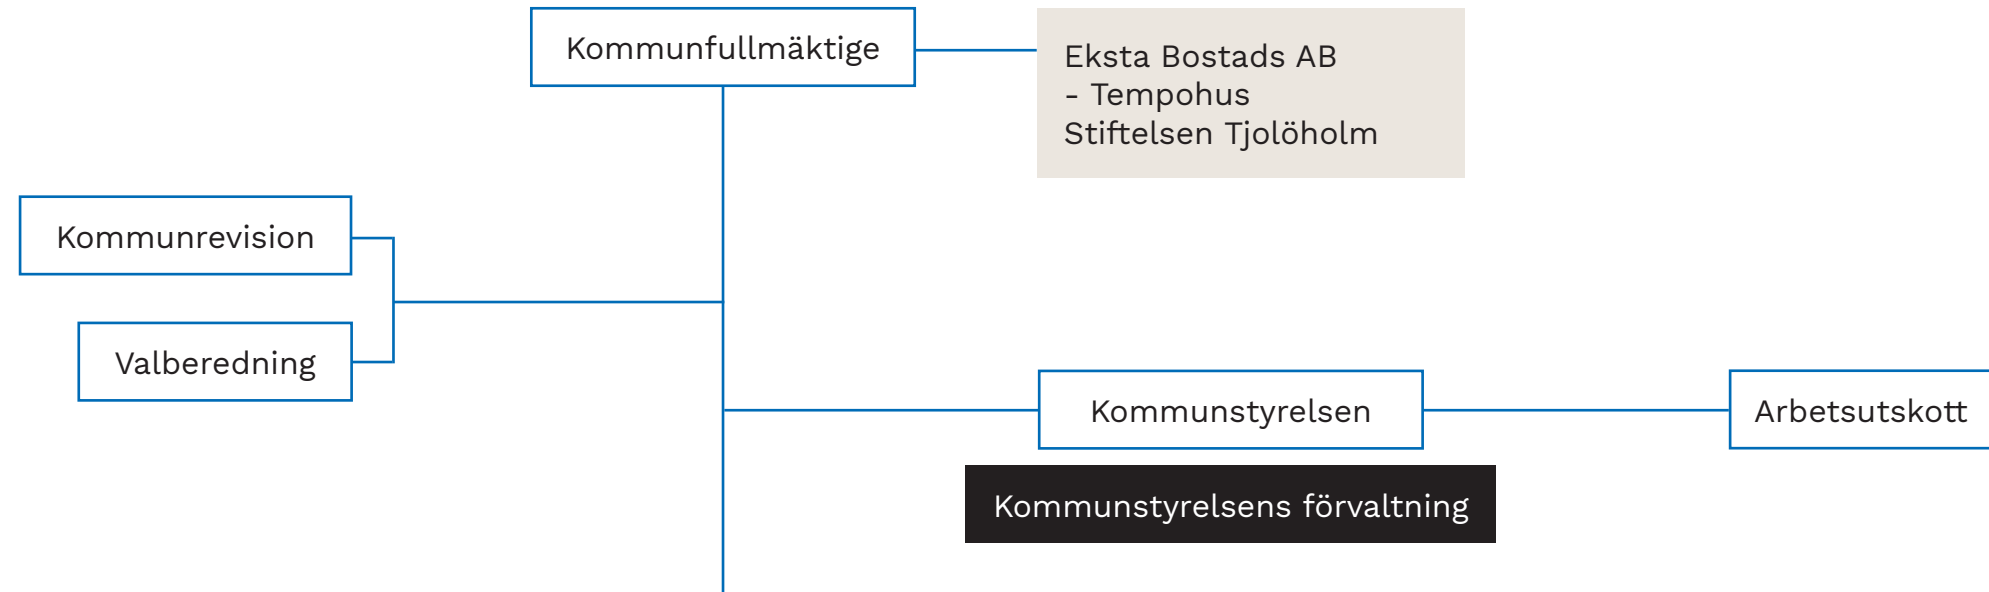 Kommunfullmäktige
Eksta Bostads AB
- Tempohus
Stiftelsen Tjolöholm
Kommunrevision
Valberedning
Kommunstyrelsen
Arbetsutskott
Kommunstyrelsens förvaltning